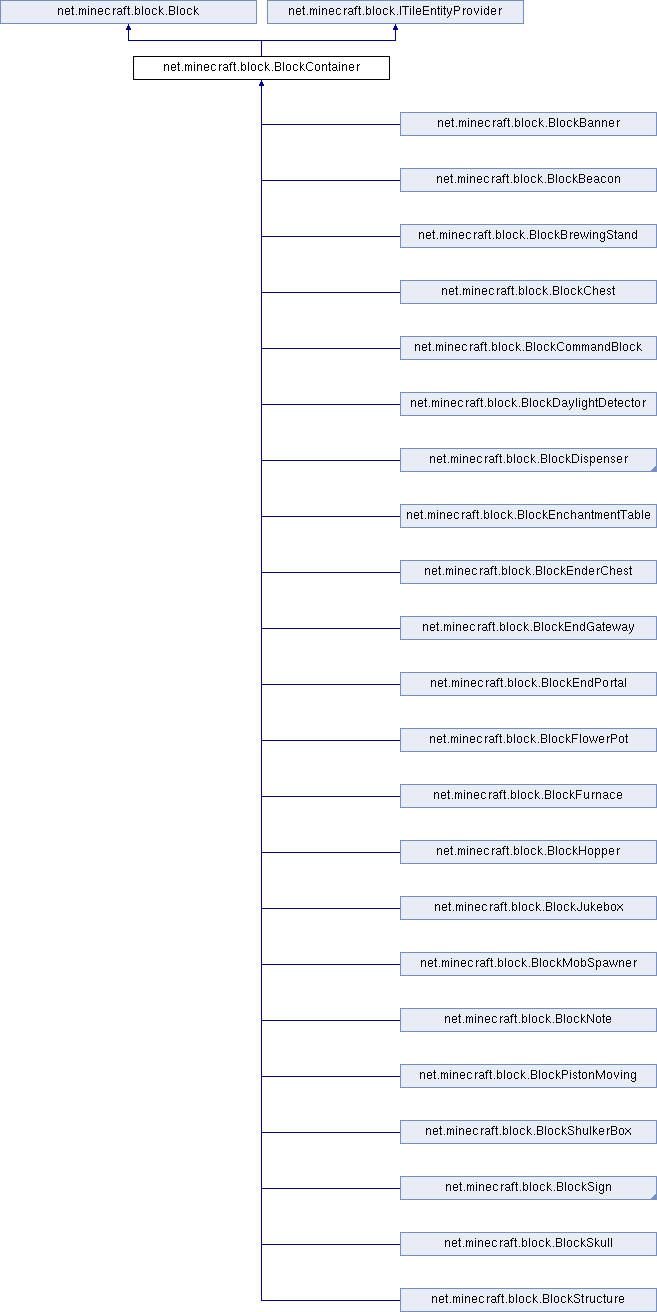 net.minecraft.block.Block
net.minecraft.block.ITileEntityProvider
net.minecraft.block.BlockContainer
net.minecraft.block.BlockBanner
net.minecraft.block.BlockBeacon
net.minecraft.block.BlockBrewingStand
net.minecraft.block.BlockChest
net.minecraft.block.BlockCommandBlock
net.minecraft.block.BlockDaylightDetector
net.minecraft.block.BlockDispenser
net.minecraft.block.BlockEnchantmentTable
net.minecraft.block.BlockEnderChest
net.minecraft.block.BlockEndGateway
net.minecraft.block.BlockEndPortal
net.minecraft.block.BlockFlowerPot
net.minecraft.block.BlockFurnace
net.minecraft.block.BlockHopper
net.minecraft.block.BlockJukebox
net.minecraft.block.BlockMobSpawner
net.minecraft.block.BlockNote
net.minecraft.block.BlockPistonMoving
net.minecraft.block.BlockShulkerBox
net.minecraft.block.BlockSign
net.minecraft.block.BlockSkull
net.minecraft.block.BlockStructure